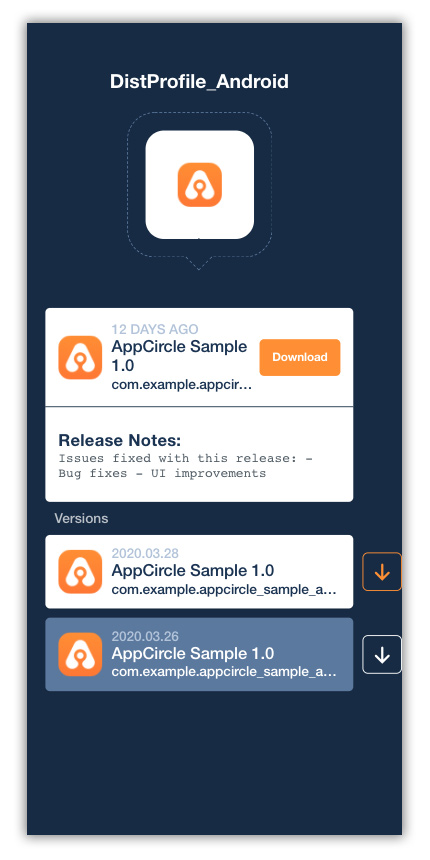 DistProfile_Android
12 DAYS AGO
AppCircle Sample
1.0
com.example.appcir...
Download
Release Notes:
Issues fixed with this release: -
Bug fixes - UI improvements
Versions
2020.03.28
AppCircle Sample 1.0
com.example.appcircle_sample_a...
2020.03.26
AppCircle Sample 1.0
com.example.appcircle_sample_a...